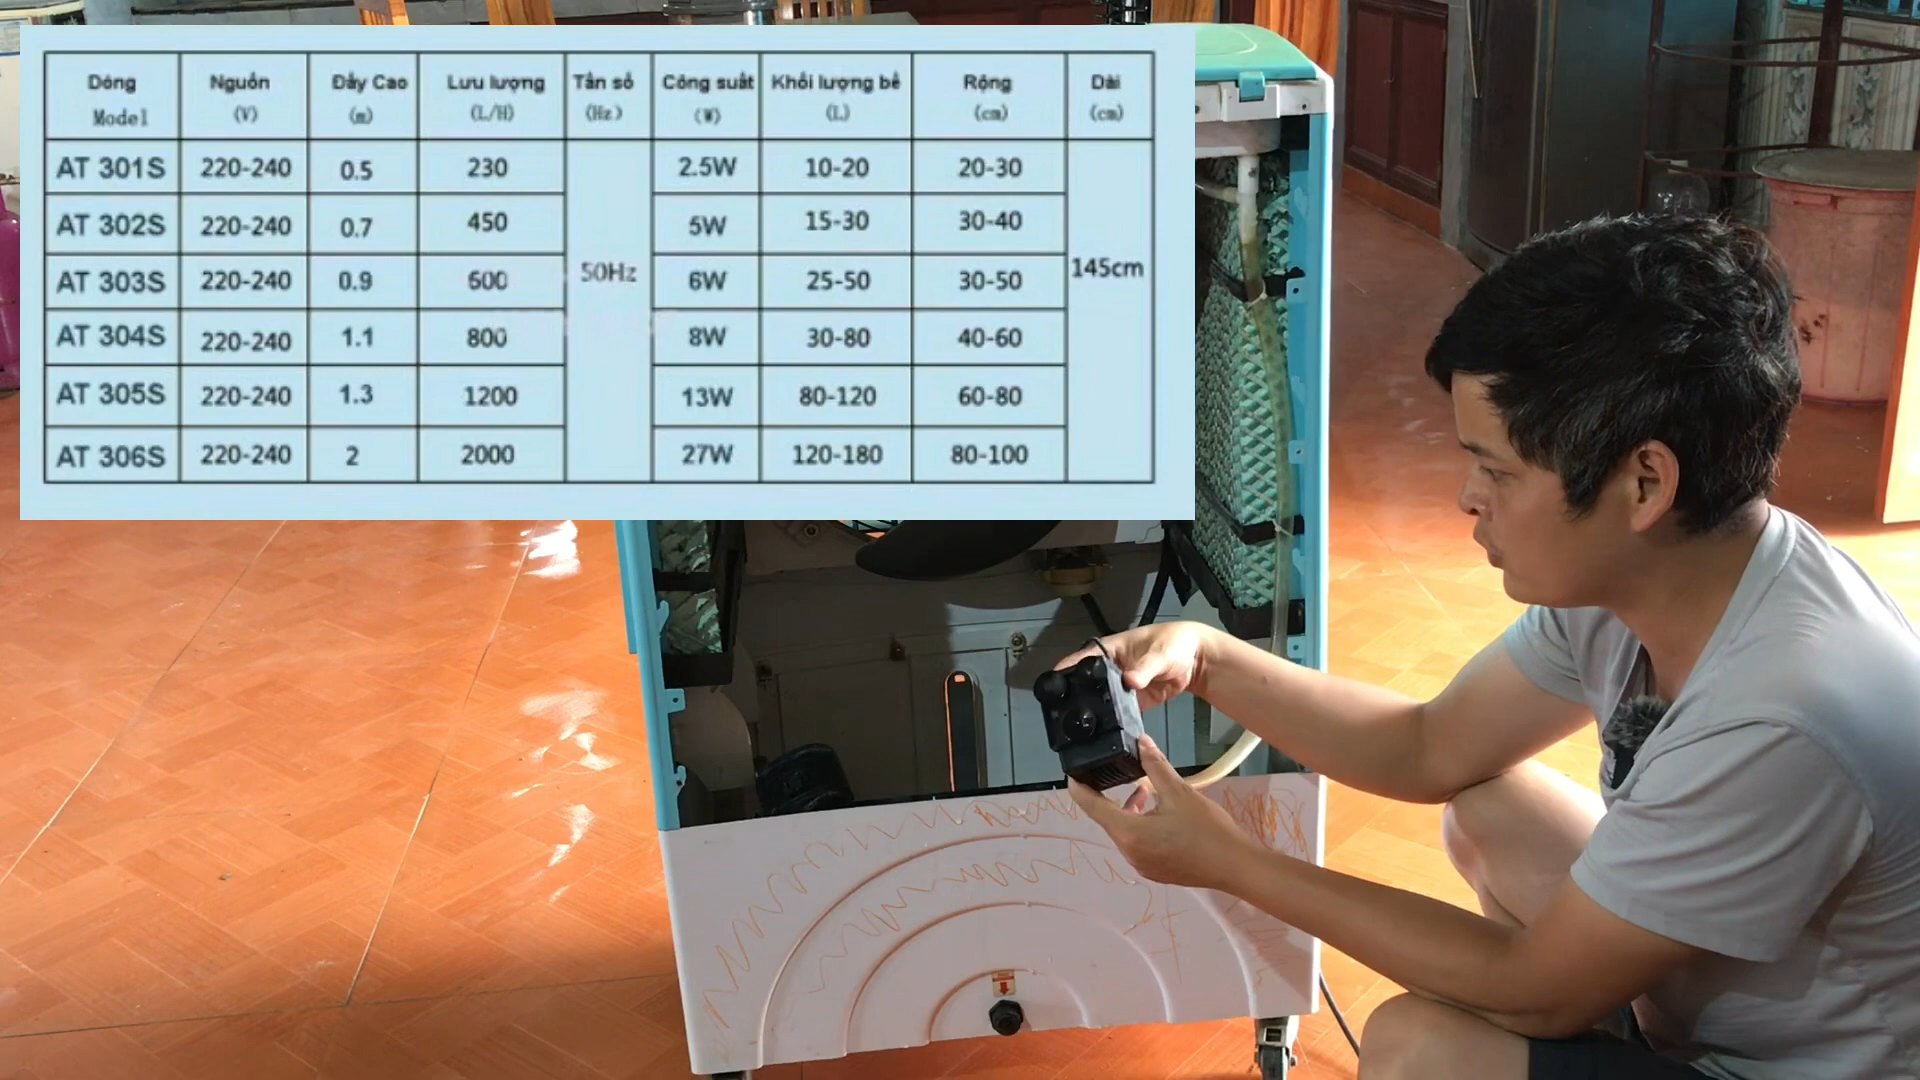 Dòng Nguồn Đẩy Cao Lưu lượng Tần số Công suất Khối lượng bể Rộng Dài
Model (V) (m) (L/H) (Hz) (W) (L) (cm) (cm)
AT 301S 220-240 0.5 230 2.5W 10-20 20-30
AT 302S 220-240 0.7 450 5W 15-30 30-40
AT 303S 220-240 0.9 600 50Hz 6W 25-50 30-50 145cm
AT 304S 220-240 1.1 800 8W 30-80 40-60
AT 305S 220-240 1.3 1200 13W 80-120 60-80
AT 306S 220-240 2 2000 27W 120-180 80-100